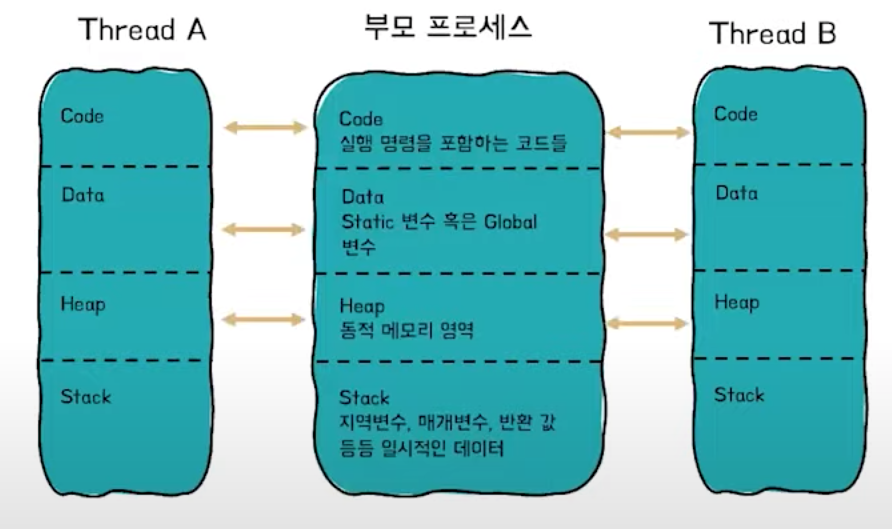 Thread A
부모 프로세스
Thread B
Code
Data
Heap
Stack
Code
실행 명령을 포함하는 코드들
Data
Static 변수 혹은 Global
변수
Heap
동적 메모리 영역
Stack
지역변수, 매개변수, 반환 값
등등 일시적인 데이터
Code
Data
Heap
Stack